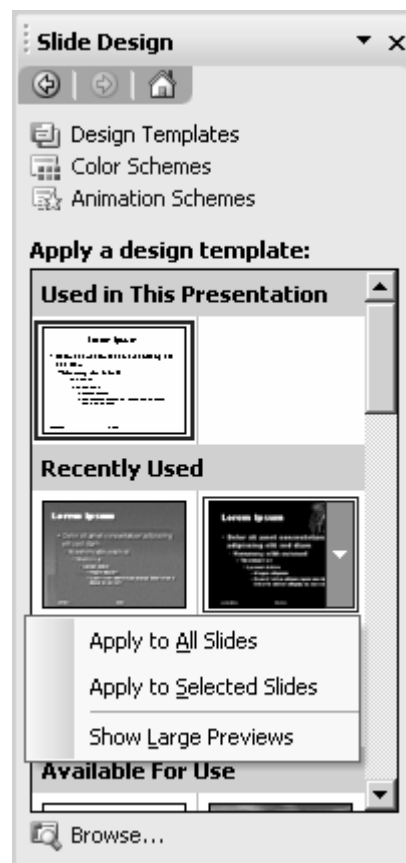 Slide Design
Design Templates
Color Schemes
Animation Schemes
Apply a design template:
Used in This Presentation
Recently Used
Lorem Ipsum
Lorem Ipsum
Apply to All Slides
Apply to Selected Slides
Show Large Previews
Available For Use
Browse...